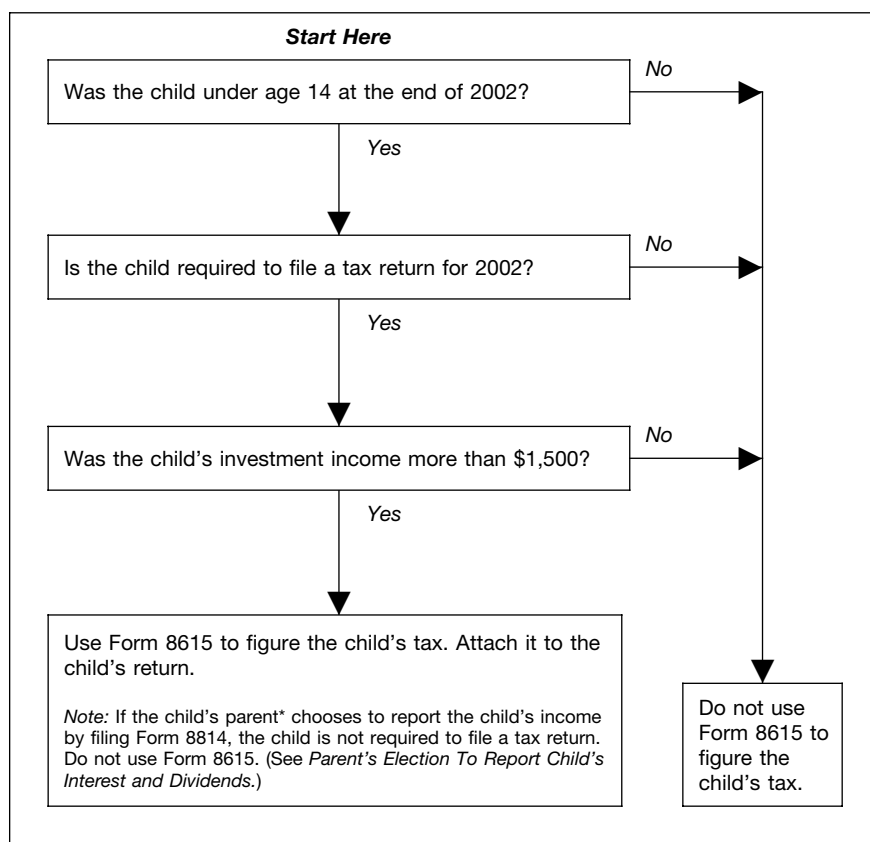 Start Here
Was the child under age 14 at the end of 2002?
No
Yes
Is the child required to file a tax return for 2002?
No
Yes
Was the child's investment income more than $1,500?
No
Yes
Use Form 8615 to figure the child's tax. Attach it to the
child's return.
Note: If the child's parent* chooses to report the child's income
by filing Form 8814, the child is not required to file a tax return.
Do not use Form 8615. (See Parent's Election To Report Child's
Interest and Dividends.)
Do not use
Form 8615 to
figure the
child's tax.